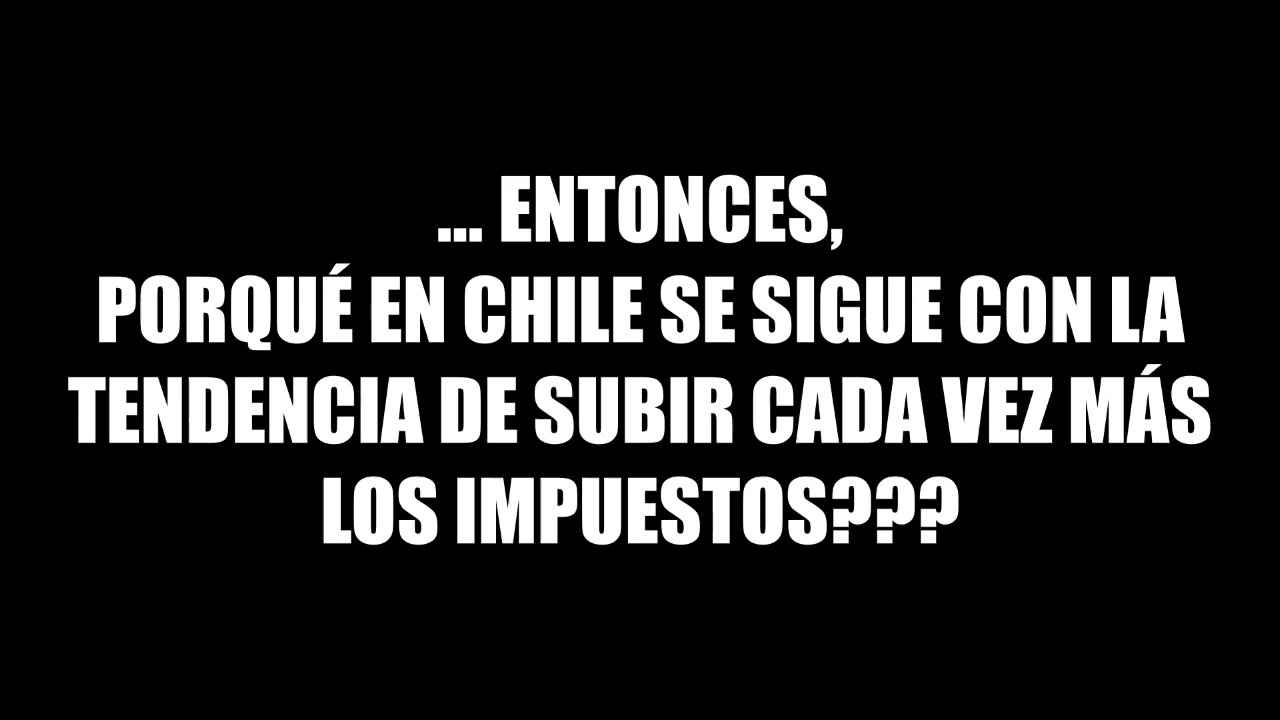 ... ENTONCES,
PORQUÉ EN CHILE SE SIGUE CON LA
TENDENCIA DE SUBIR CADA VEZ MÁS
LOS IMPUESTOS???